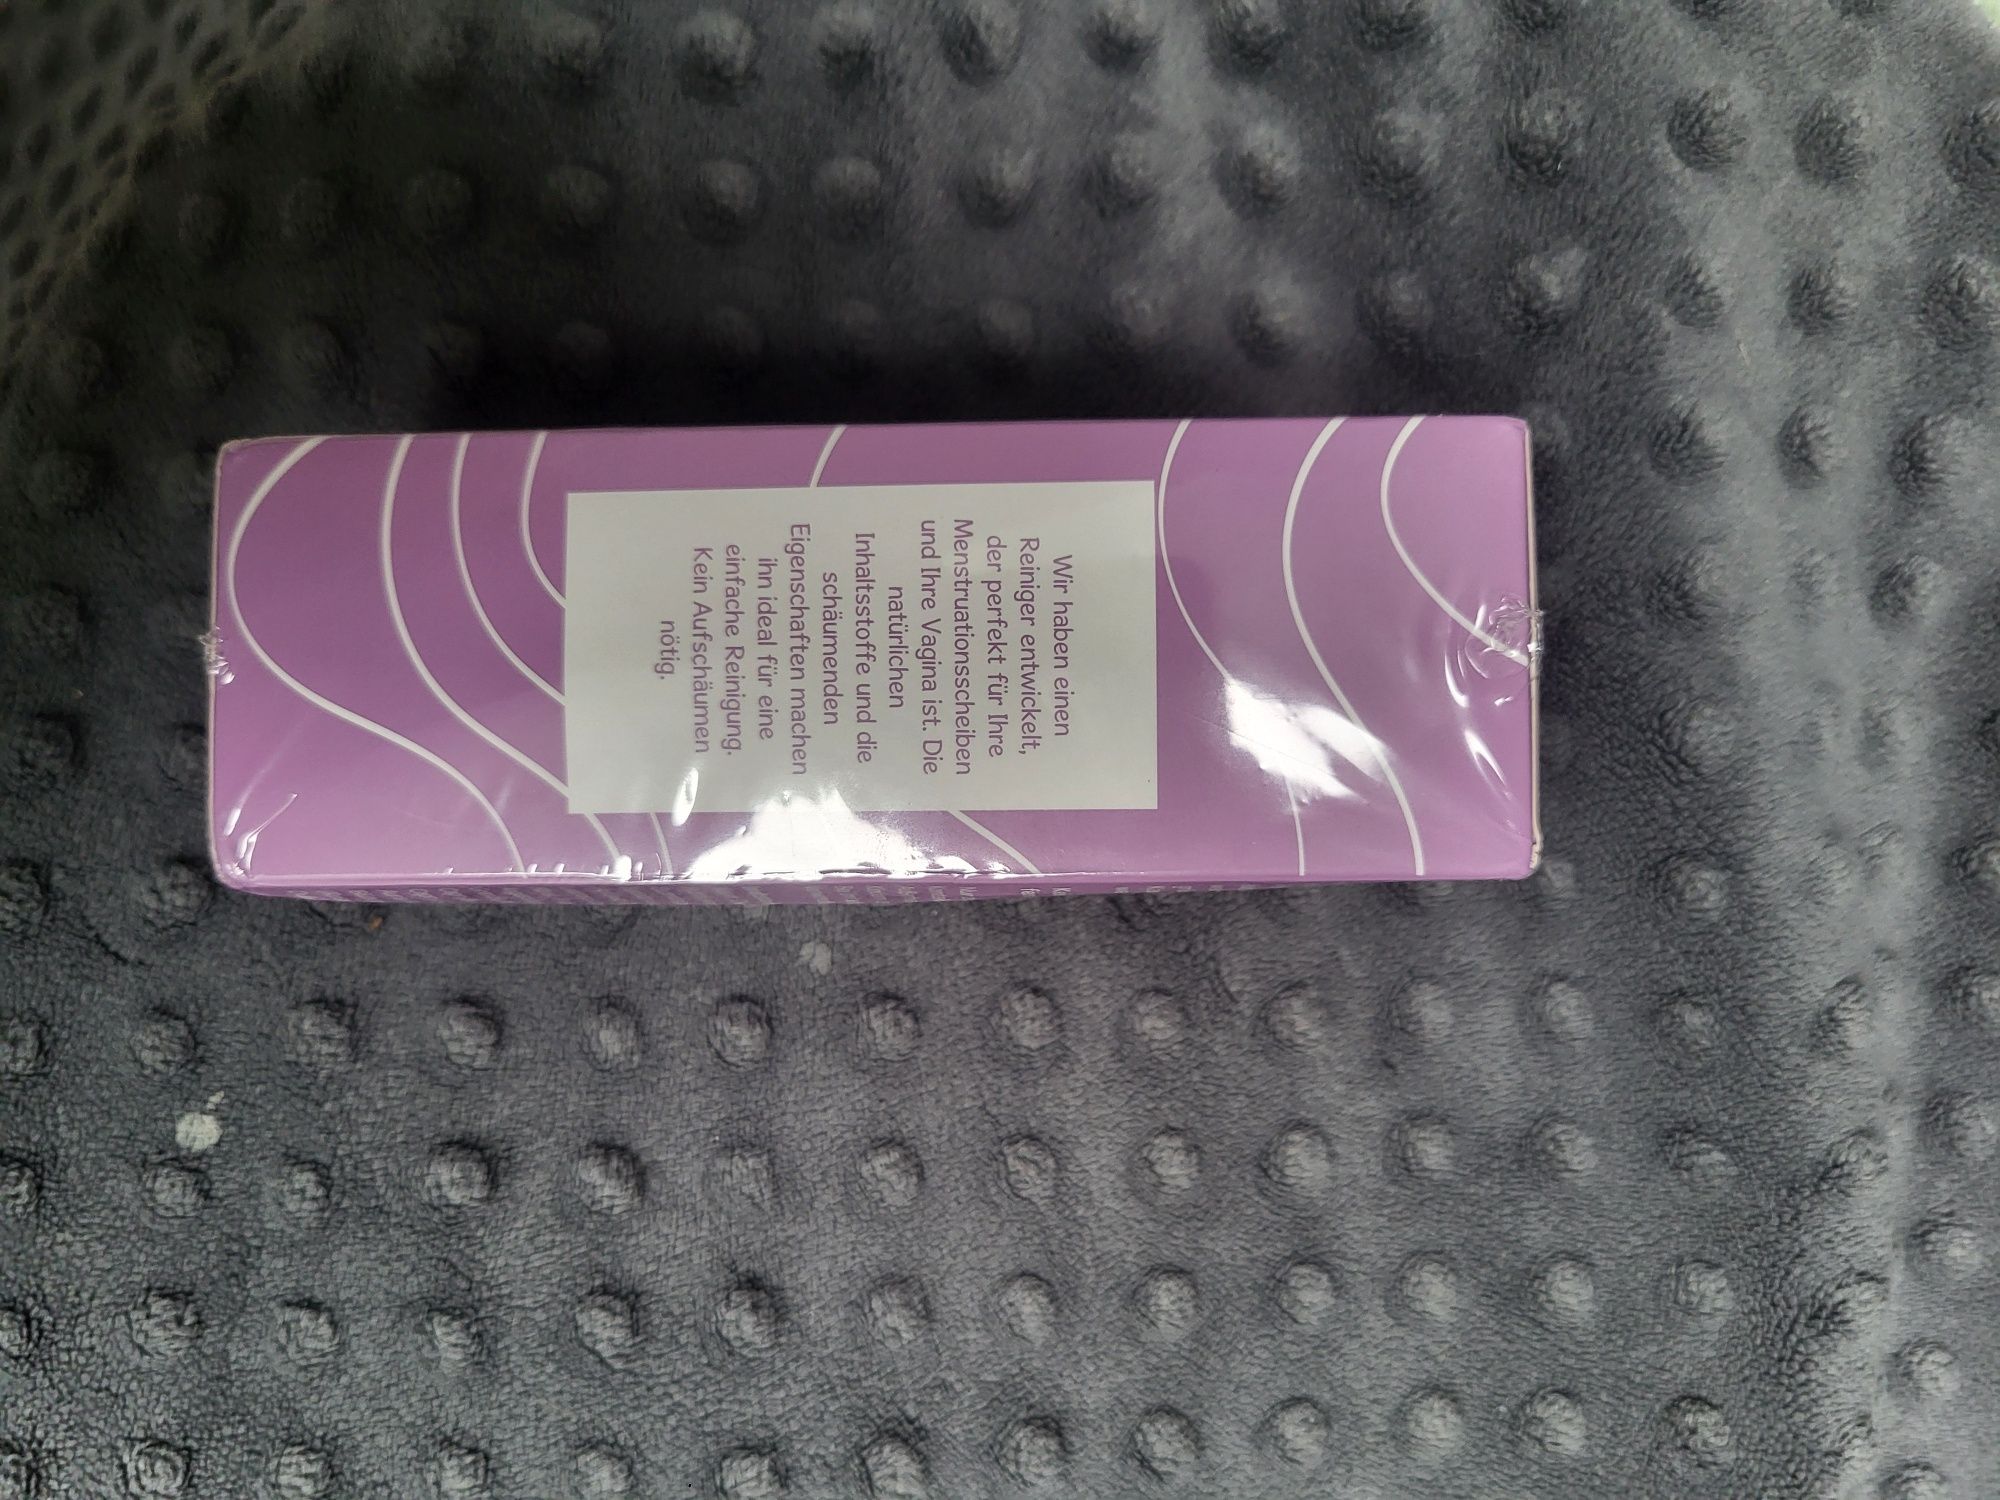 Wir haben einen
Reiniger entwickelt,
der perfekt für Ihre
Menstruationsscheiben
und Ihre Vagina ist. Die
natürlichen
Inhaltsstoffe und die
schäumenden
Eigenschaften machen
ihn ideal für eine
einfache Reinigung.
Kein Aufschäumen
nötig.